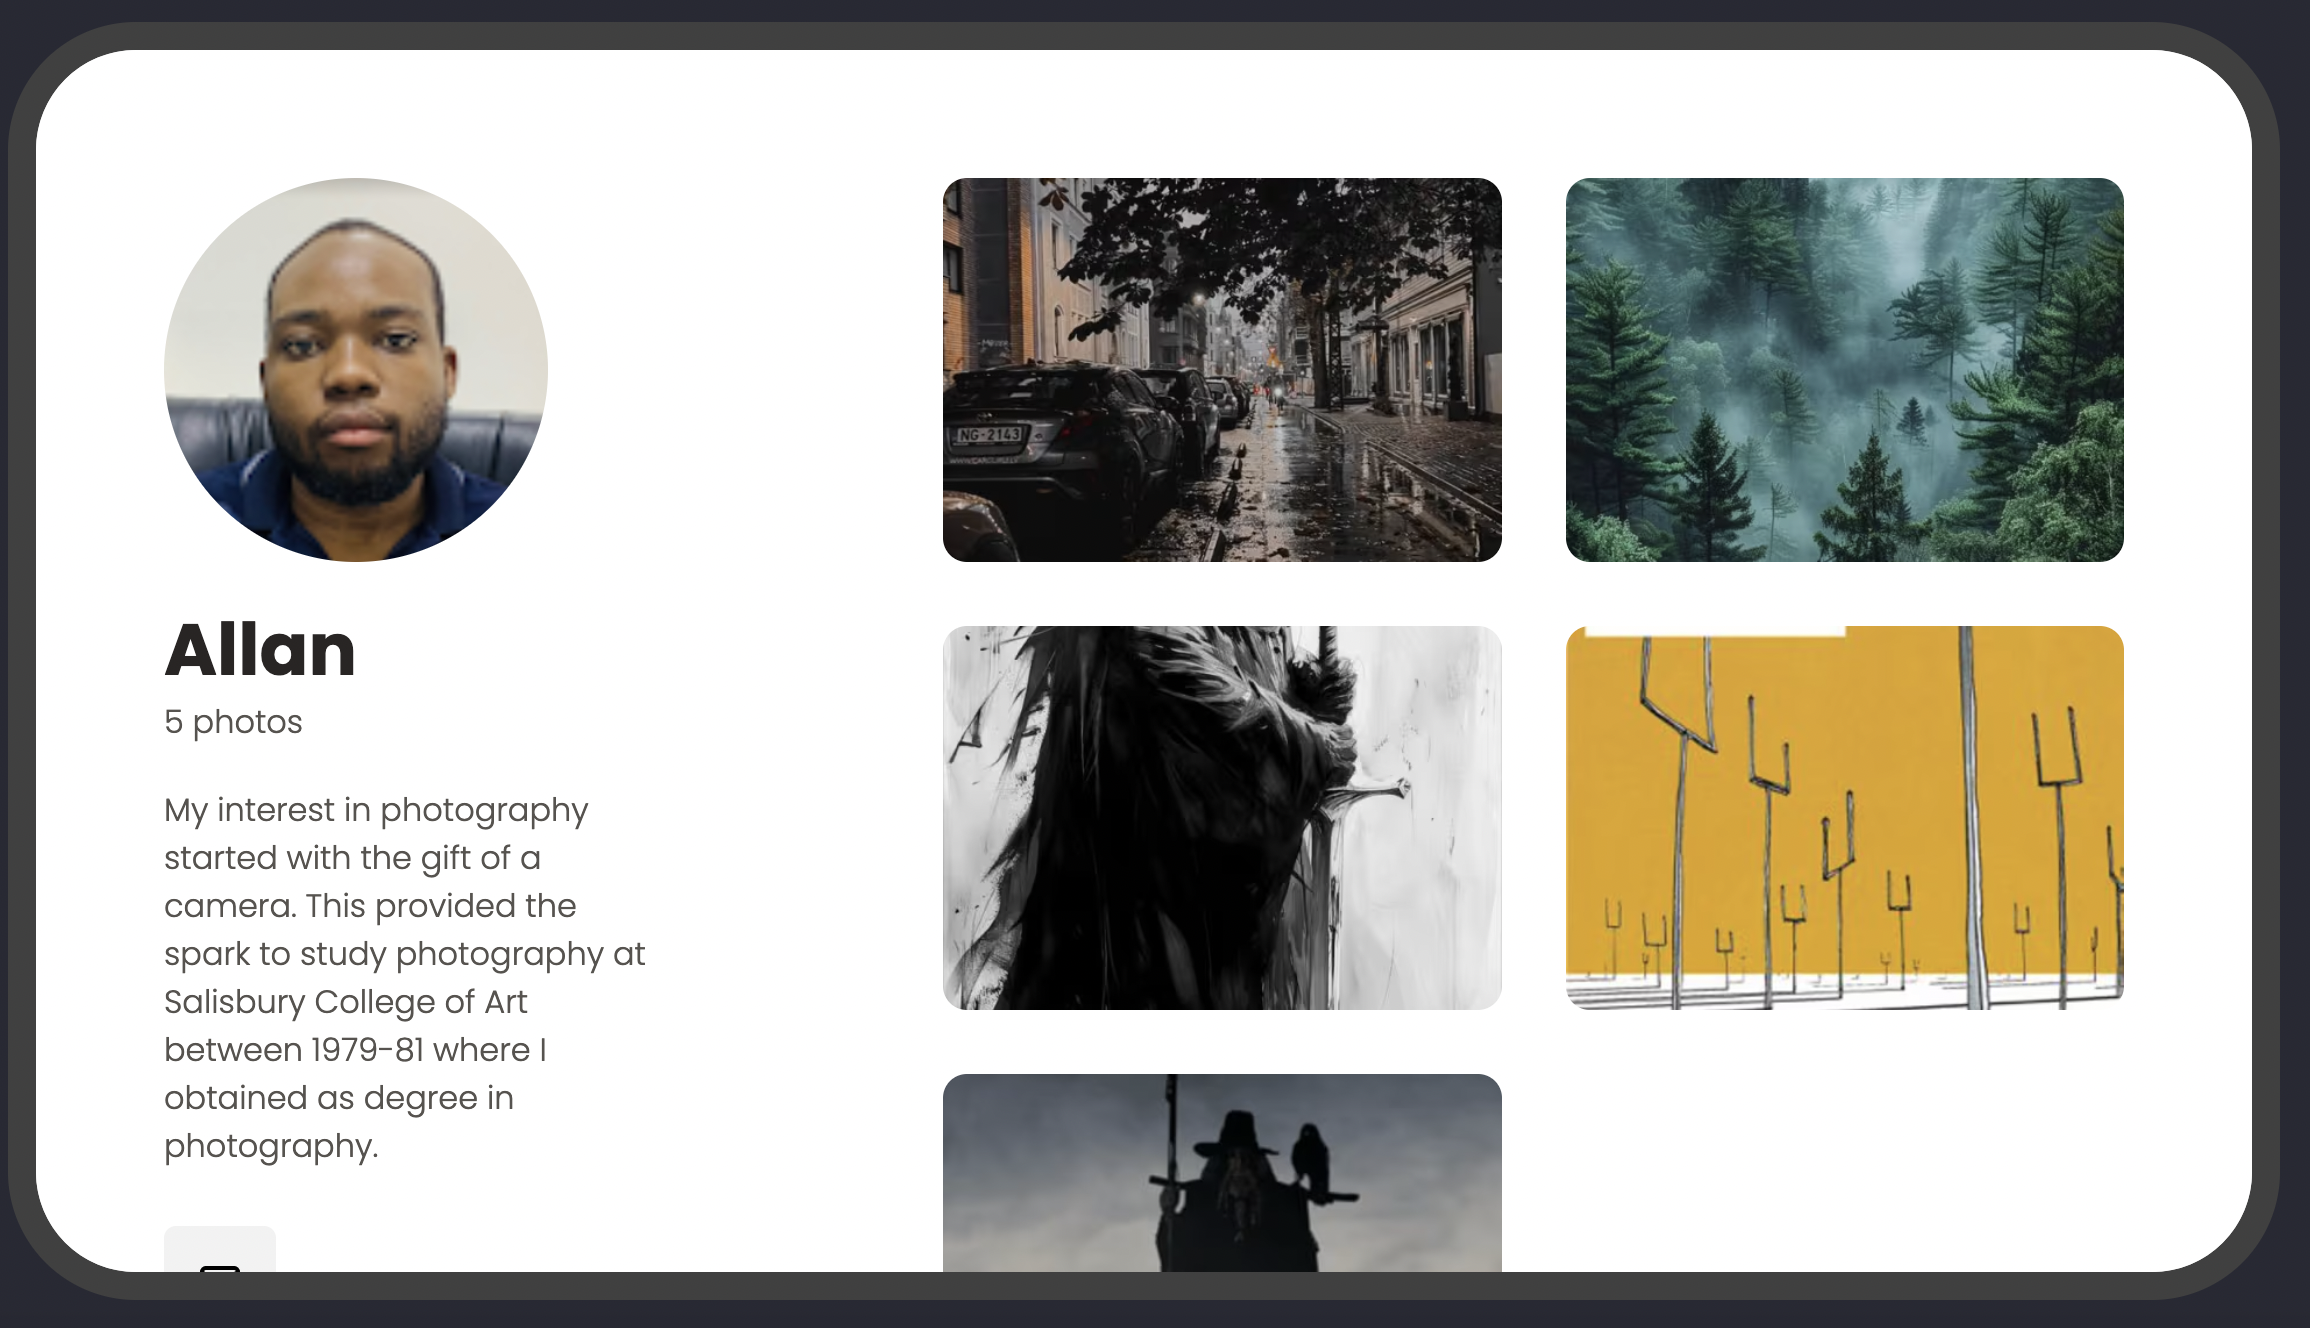 NG-2143
Allan
5 photos
My interest in photography
started with the gift of a
camera. This provided the
spark to study photography at
Salisbury College of Art
between 1979-81 where I
obtained as degree in
photography.